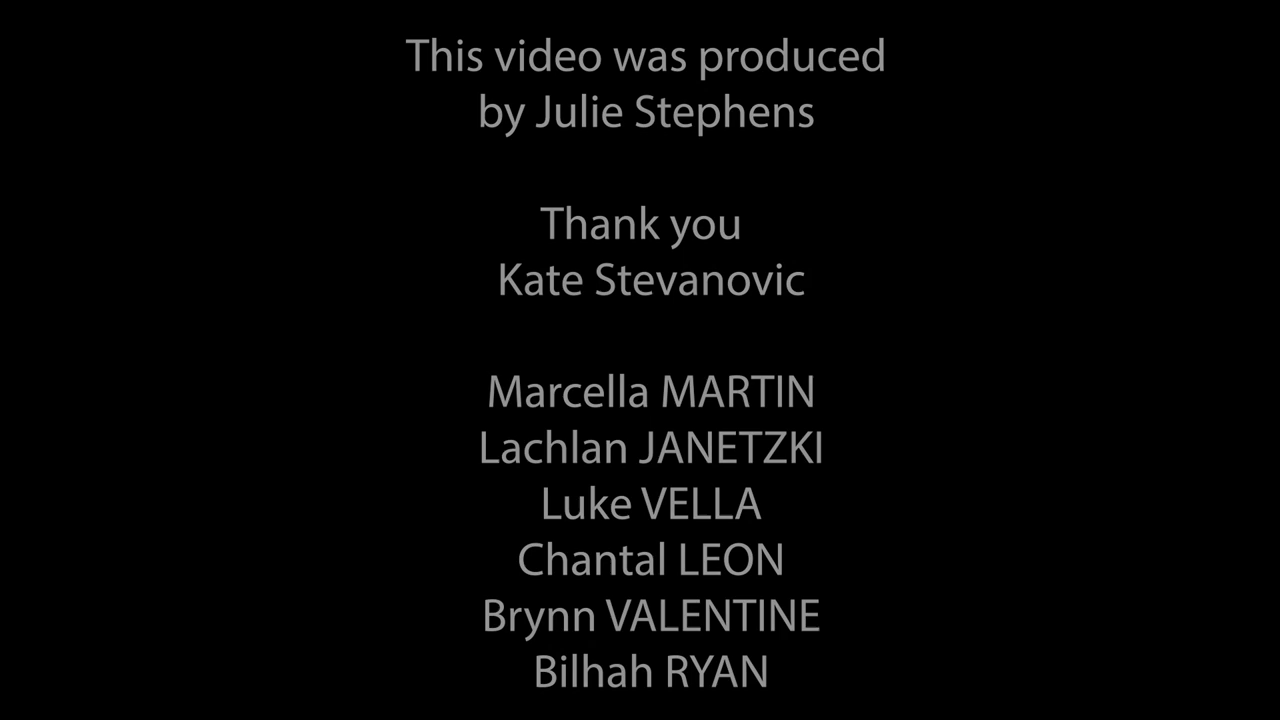 This video was produced
by Julie Stephens
Thank you
Kate Stevanovic
Marcella MARTIN
Lachlan JANETZKI
Luke VELLA
Chantal LEON
Brynn VALENTINE
Bilhah RYAN